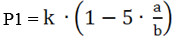 P1 = k · (1 − 5 · a/b)